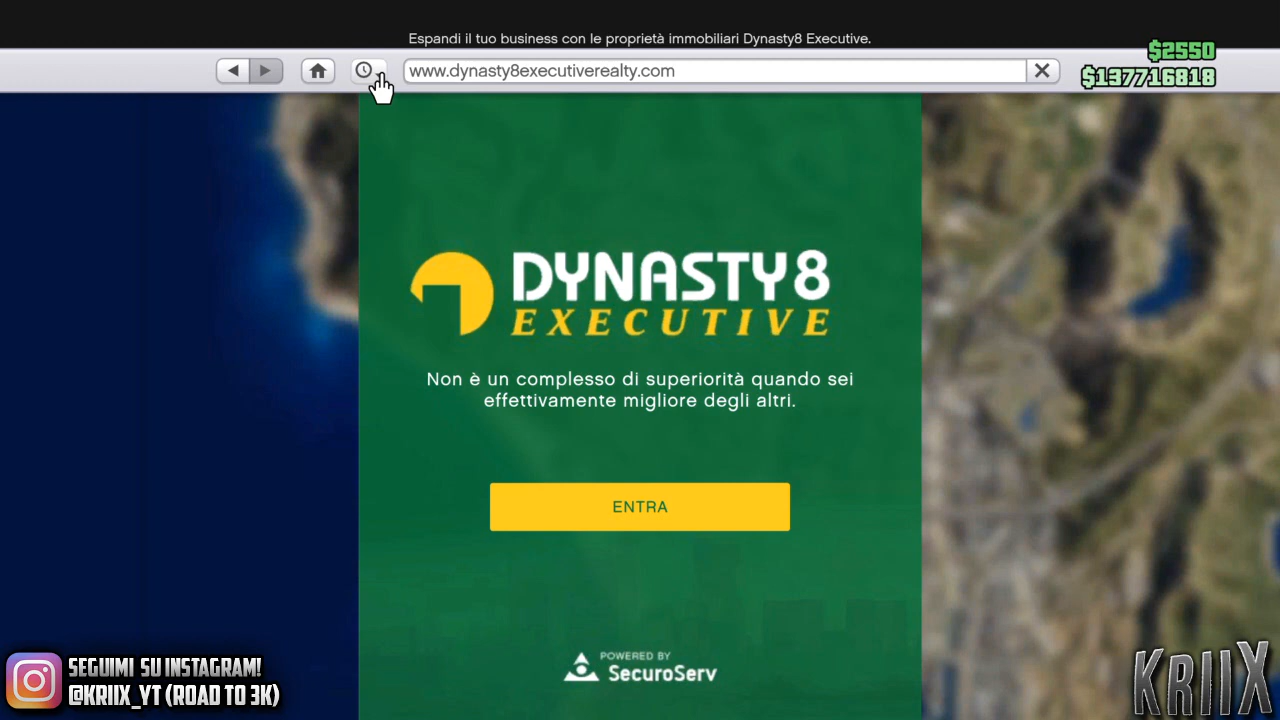 Espandi il tuo business con le proprietà immobiliari Dynasty8 Executive.
$2550
www.dynasty8executiverealty.com
$137716818
DYNASTY8
EXECUTIVE
Non è un complesso di superiorità quando sei
effettivamente migliore degli altri.
ENTRA
POWERED BY
SecuroServ
SEGUIMI SU INSTAGRAM!
@KRIIX_YT (ROAD TO 3K)
KRIIX